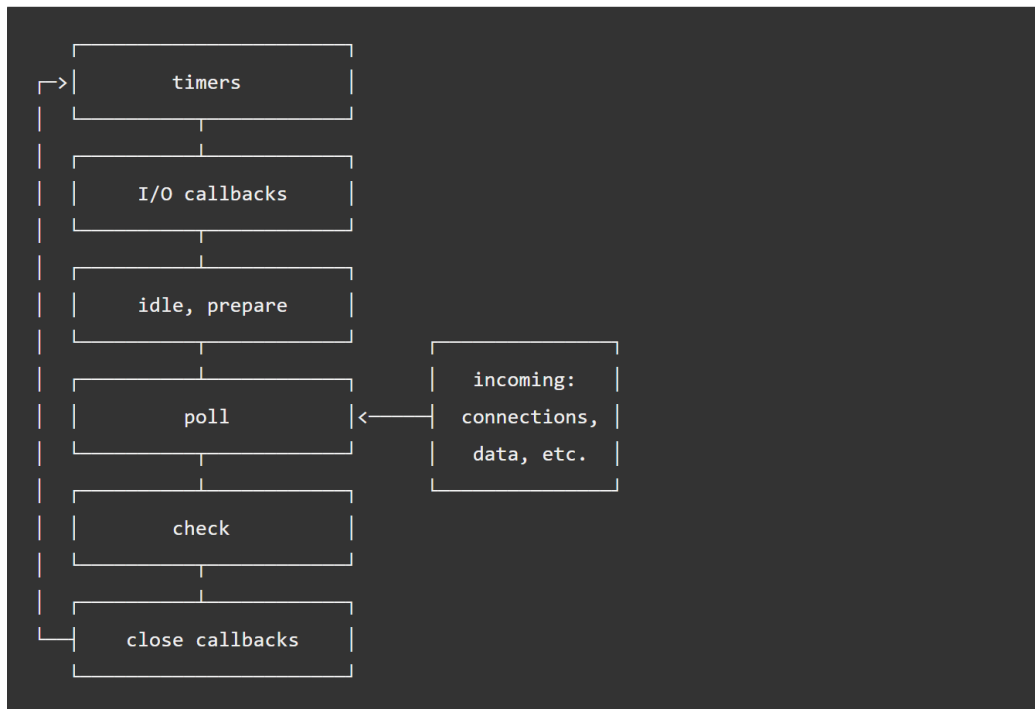 timers
I/O callbacks
idle, prepare
incoming:
poll
connections,
data, etc.
check
close callbacks